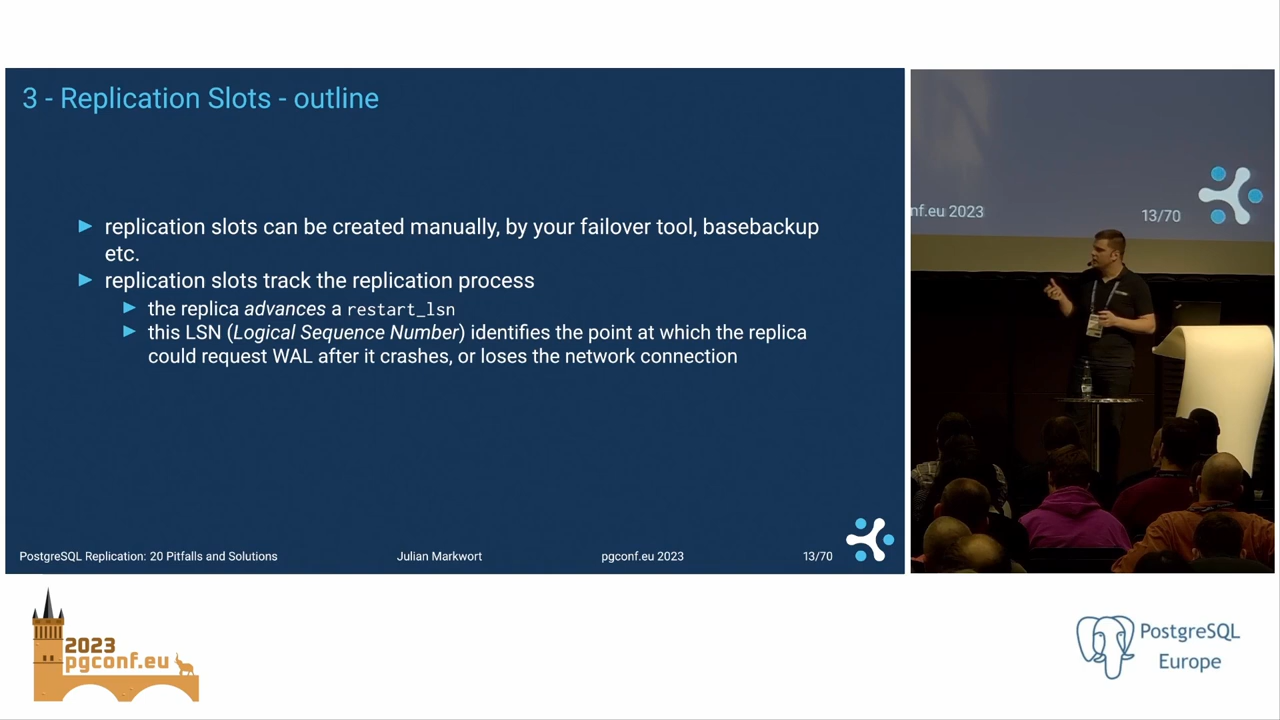 3 - Replication Slots - outline
replication slots can be created manually, by your failover tool, basebackup
etc.
replication slots track the replication process
the replica advances a restart_lsn
this LSN (Logical Sequence Number) identifies the point at which the replica
could request WAL after it crashes, or loses the network connection
PostgreSQL Replication: 20 Pitfalls and Solutions
Julian Markwort
pgconf.eu 2023
13/70
nf.eu 2023
13/70
2023
pgconf.eu
PostgreSQL
Europe